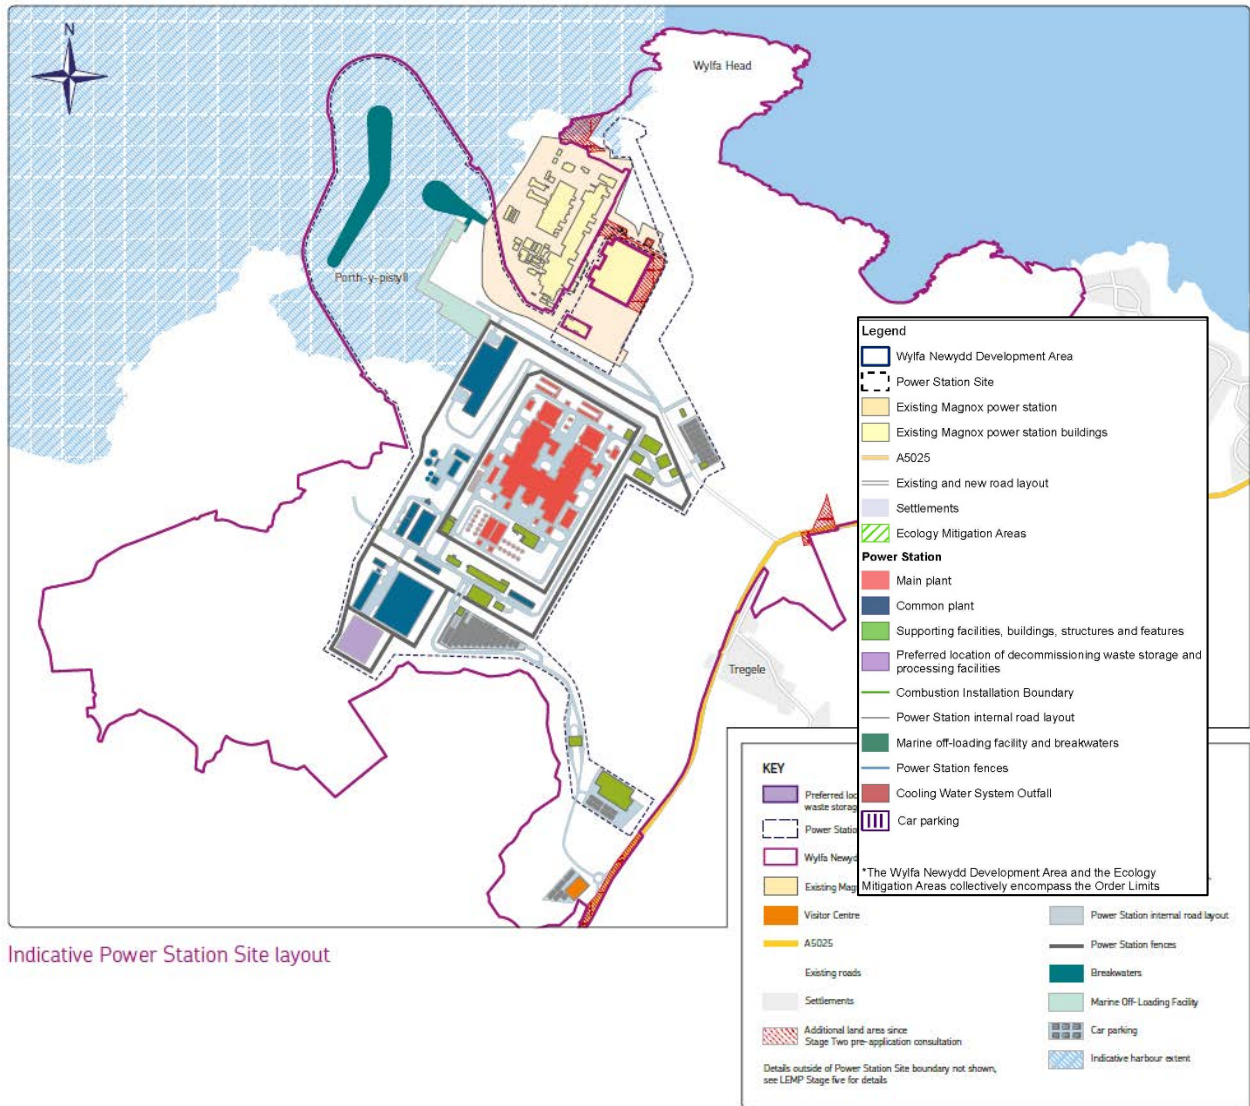 N
Wylfa Head
Porth-y-pistyll
Tregele
Legend
Wylfa Newydd Development Area
Power Station Site
Existing Magnox power station
Existing Magnox power station buildings
A5025
Existing and new road layout
Settlements
Ecology Mitigation Areas
Power Station
Main plant
Common plant
Supporting facilities, buildings, structures and features
Preferred location of decommissioning waste storage and
processing facilities
Combustion Installation Boundary
Power Station internal road layout
Marine off-loading facility and breakwaters
Power Station fences
Cooling Water System Outfall
Car parking
*The Wylfa Newydd Development Area and the Ecology
Mitigation Areas collectively encompass the Order Limits
KEY
Preferred
waste
Power
Wylfa
Existing
Visitor Centre
A5025
Existing roads
Settlements
Additional land area since
Stage Two pre-application consultation
Details outside of Power Station Site boundary not shown,
see LEMP Stage five for details
Power Station internal road layout
Power Station fences
Breakwaters
Marine Off-Loading Facility
Car parking
Indicative harbour extent
Indicative Power Station Site layout